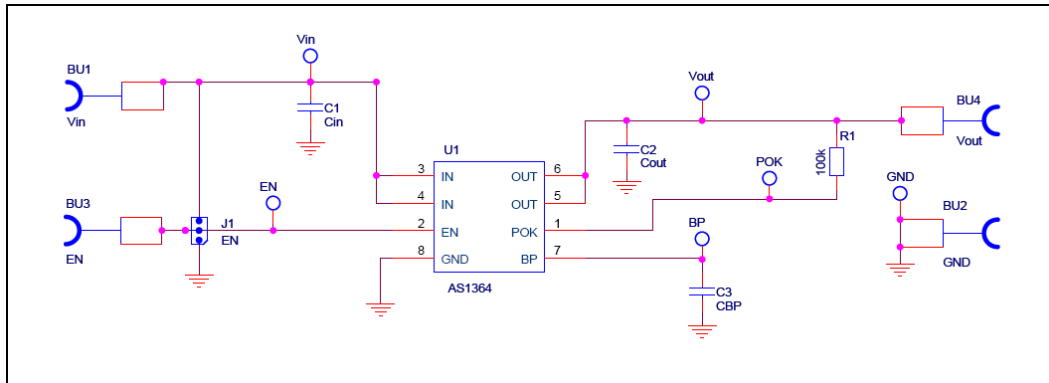 Vin
BU1
Vin
C1
Cin
Vout
BU4
Vout
R1
100k
C2
Cout
U1
3 IN OUT 6
4 IN OUT 5
2 EN POK 1
8 GND BP 7
AS1364
EN
POK
GND
BU2
GND
BU3
EN
J1
EN
BP
C3
CBP